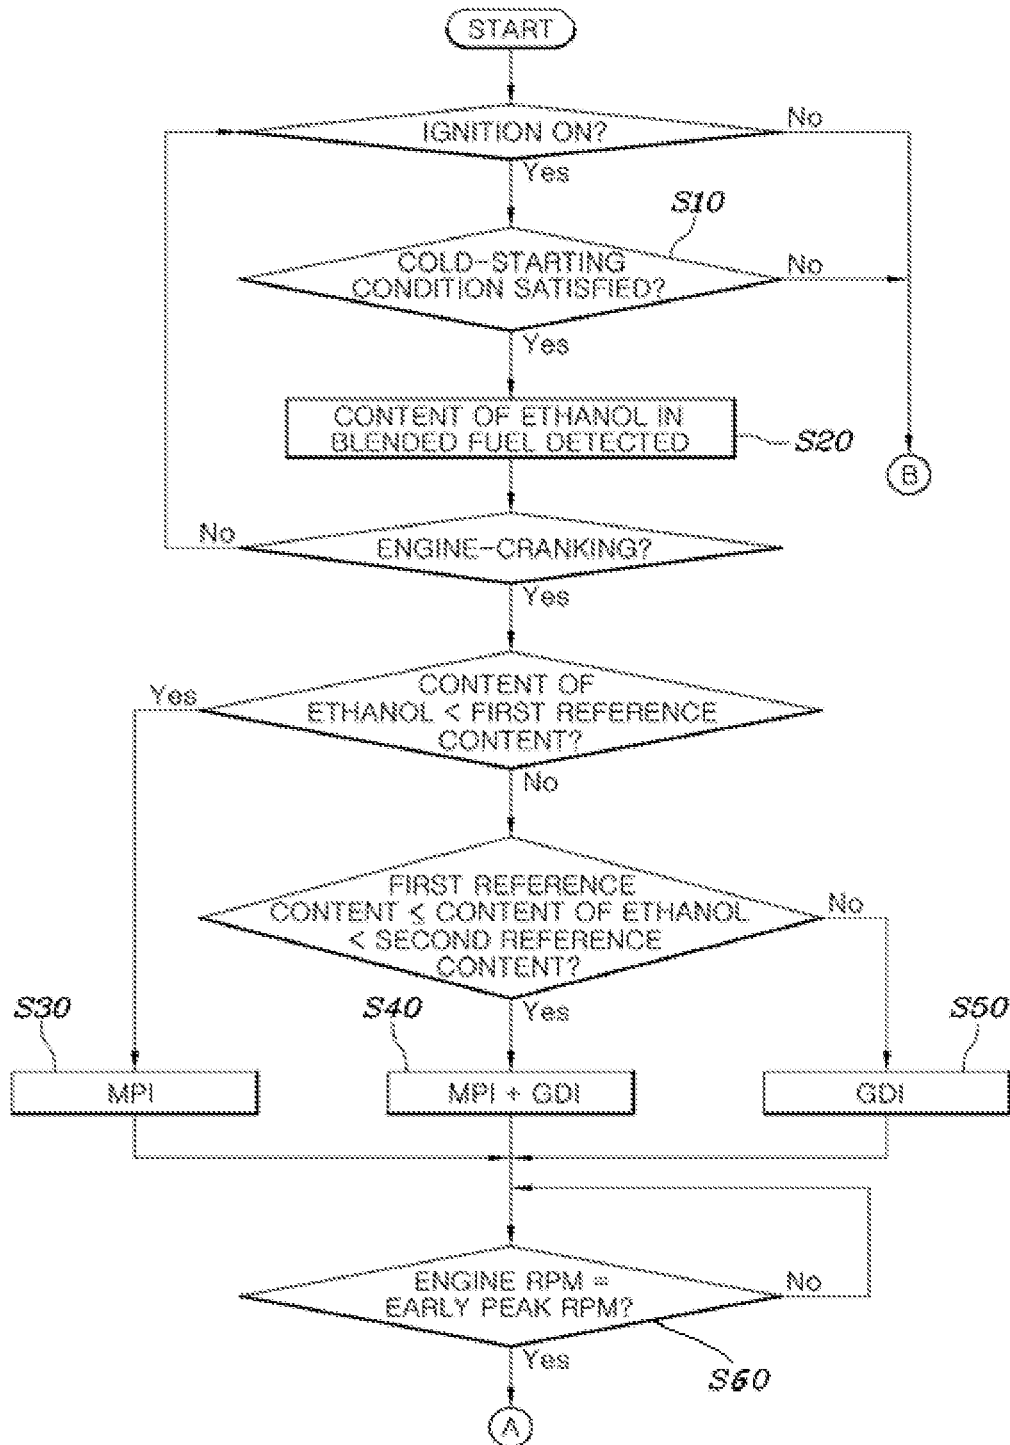 START
IGNITION ON?
No
Yes
S10
COLD-STARTING
CONDITION SATISFIED?
No
Yes
CONTENT OF ETHANOL IN
BLENDED FUEL DETECTED
S20
B
No
ENGINE-CRANKING?
Yes
Yes
CONTENT OF
ETHANOL < FIRST REFERENCE
CONTENT?
No
FIRST REFERENCE
CONTENT ≤ CONTENT OF ETHANOL
< SECOND REFERENCE
CONTENT?
No
Yes
S30
S40
S50
MPI
MPI + GDI
GDI
ENGINE RPM =
EARLY PEAK RPM?
No
Yes
S60
A